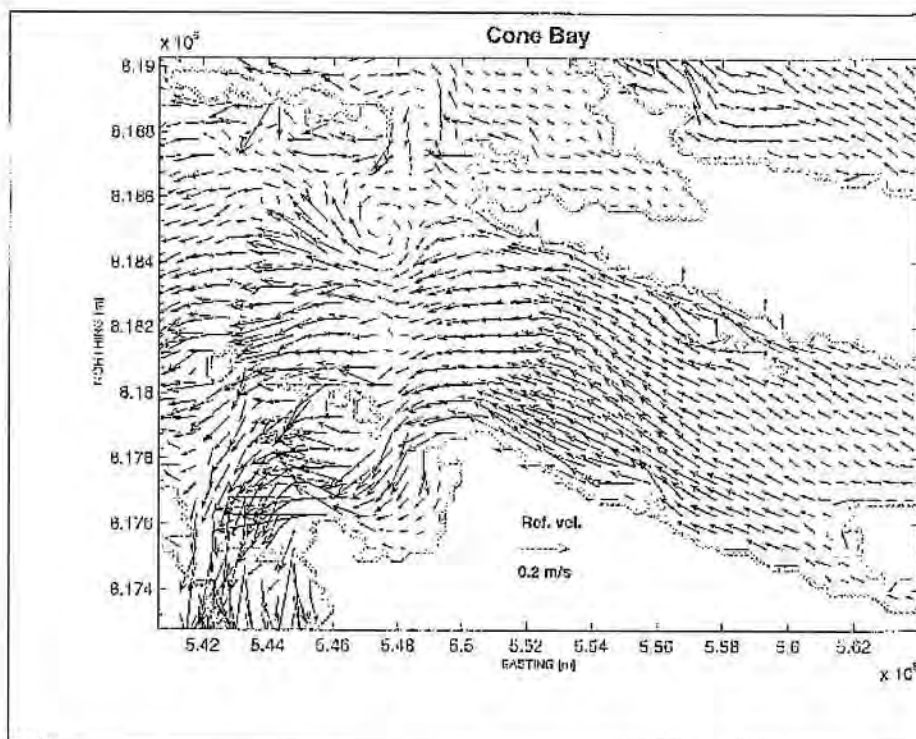 Cone Bay
x 10⁶
8.19
8.188
8.186
8.184
8.182
8.18
8.178
8.176
8.174
NORTHING [m]
Ref. vel.
0.2 m/s
5.42 5.44 5.46 5.48 5.5 5.52 5.54 5.56 5.58 5.6 5.62
EASTING [m]
x 10⁵